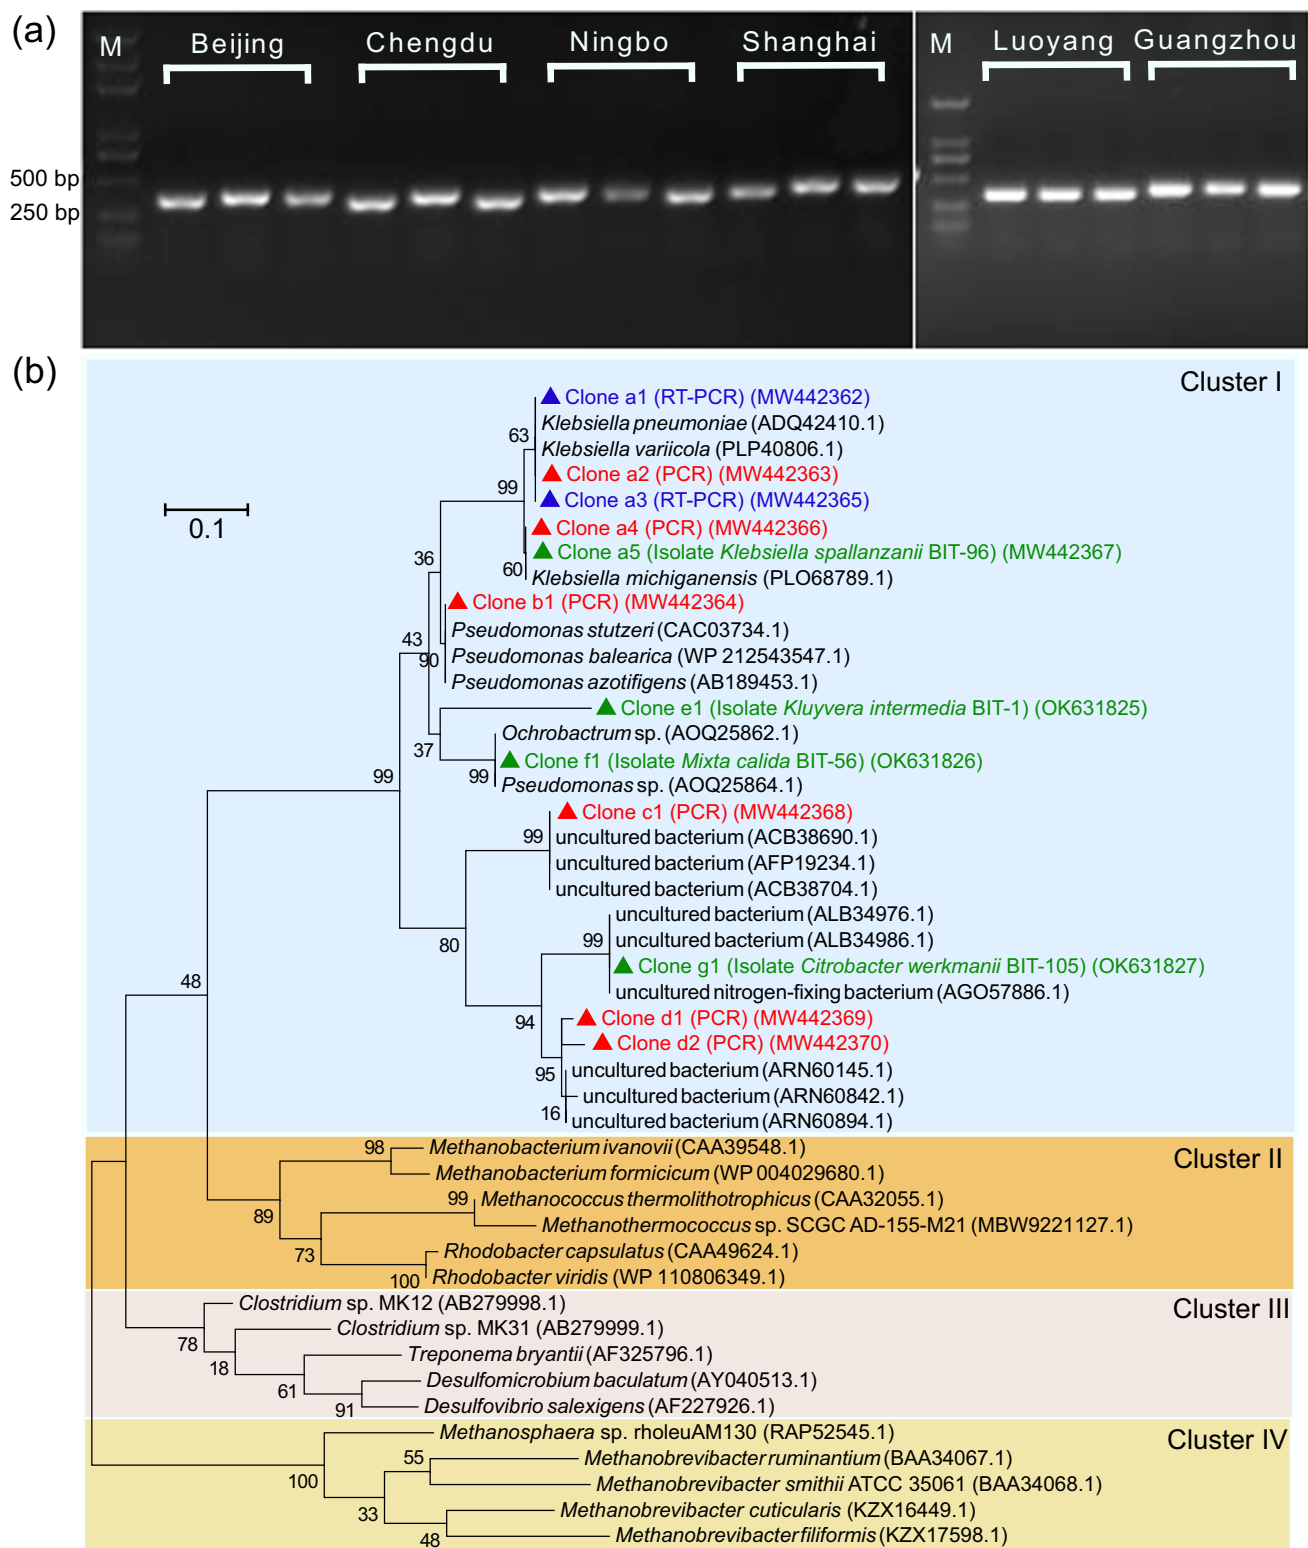 (a)
M Beijing Chengdu Ningbo Shanghai M Luoyang Guangzhou
500 bp
250 bp
(b)
Cluster I
Clone a1 (RT-PCR) (MW442362)
Klebsiella pneumoniae (ADQ42410.1)
63
Klebsiella variicola (PLP40806.1)
Clone a2 (PCR) (MW442363)
99
Clone a3 (RT-PCR) (MW442365)
0.1
Clone a4 (PCR) (MW442366)
Clone a5 (Isolate Klebsiella spallanzanii BIT-96) (MW442367)
36
60
Klebsiella michiganensis (PLO68789.1)
Clone b1 (PCR) (MW442364)
Pseudomonas stutzeri (CAC03734.1)
43
90
Pseudomonas balearica (WP 212543547.1)
Pseudomonas azotifigens (AB189453.1)
Clone e1 (Isolate Kluyvera intermedia BIT-1) (OK631825)
Ochrobactrum sp. (AOQ25862.1)
37
Clone f1 (Isolate Mixta calida BIT-56) (OK631826)
99
99
Pseudomonas sp. (AOQ25864.1)
Clone c1 (PCR) (MW442368)
99
uncultured bacterium (ACB38690.1)
uncultured bacterium (AFP19234.1)
uncultured bacterium (ACB38704.1)
uncultured bacterium (ALB34976.1)
80
99
uncultured bacterium (ALB34986.1)
Clone g1 (Isolate Citrobacter werkmanii BIT-105) (OK631827)
48
uncultured nitrogen-fixing bacterium (AGO57886.1)
94
Clone d1 (PCR) (MW442369)
Clone d2 (PCR) (MW442370)
95
uncultured bacterium (ARN60145.1)
uncultured bacterium (ARN60842.1)
16
uncultured bacterium (ARN60894.1)
Cluster II
98
Methanobacterium ivanovii (CAA39548.1)
Methanobacterium formicicum (WP 004029680.1)
99
Methanococcus thermolithotrophicus (CAA32055.1)
89
Methanothermococcus sp. SCGC AD-155-M21 (MBW9221127.1)
73
Rhodobacter capsulatus (CAA49624.1)
100
Rhodobacter viridis (WP 110806349.1)
Cluster III
Clostridium sp. MK12 (AB279998.1)
78
Clostridium sp. MK31 (AB279999.1)
18
Treponema bryantii (AF325796.1)
61
Desulfomicrobium baculatum (AY040513.1)
91
Desulfovibrio salexigens (AF227926.1)
Cluster IV
Methanosphaera sp. rholeuAM130 (RAP52545.1)
55
Methanobrevibacter ruminantium (BAA34067.1)
100
Methanobrevibacter smithii ATCC 35061 (BAA34068.1)
33
Methanobrevibacter cuticularis (KZX16449.1)
48
Methanobrevibacter filiformis (KZX17598.1)